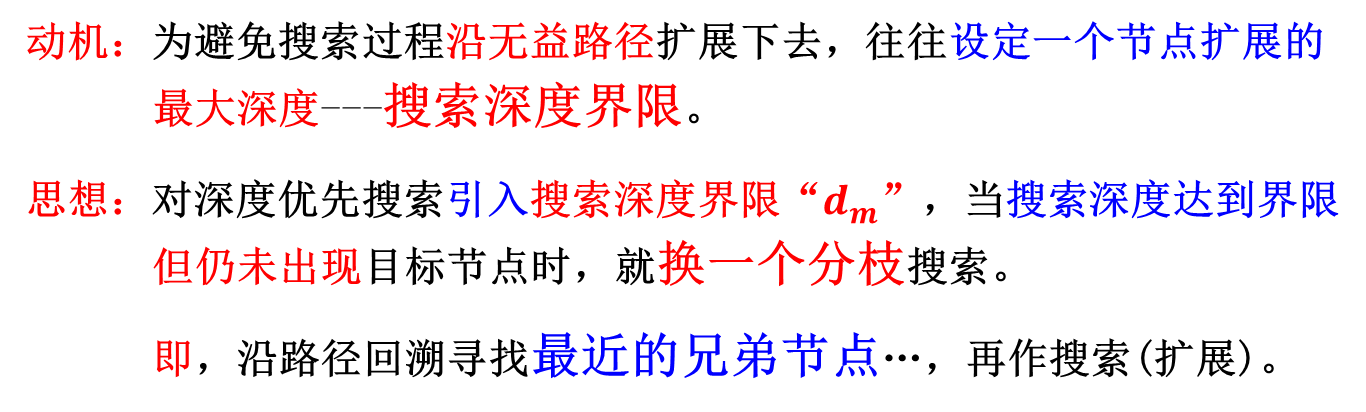 动机：为避免搜索过程沿无益路径扩展下去，往往设定一个节点扩展的
最大深度---搜索深度界限。
思想：对深度优先搜索引入搜索深度界限“dₘ”，当搜索深度达到界限
但仍未出现目标节点时，就换一个分枝搜索。
即，沿路径回溯寻找最近的兄弟节点…，再作搜索(扩展)。